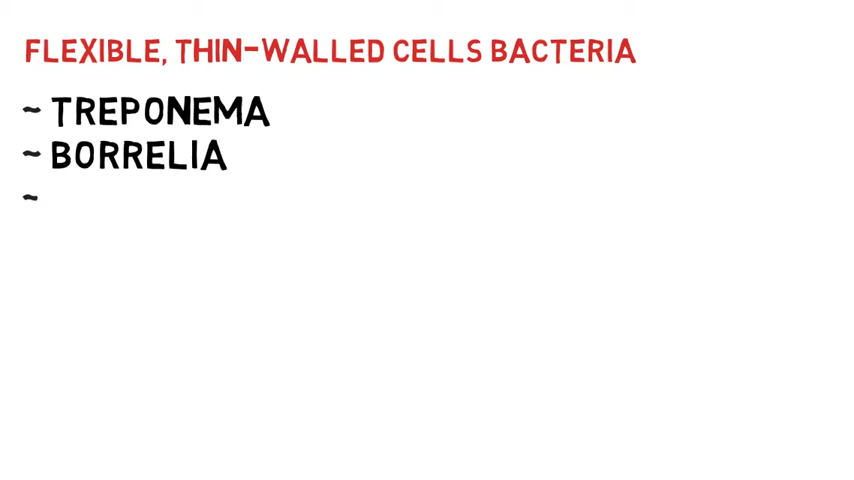 FLEXIBLE, THIN-WALLED CELLS BACTERIA
~ TREPONEMA
~ BORRELIA
~